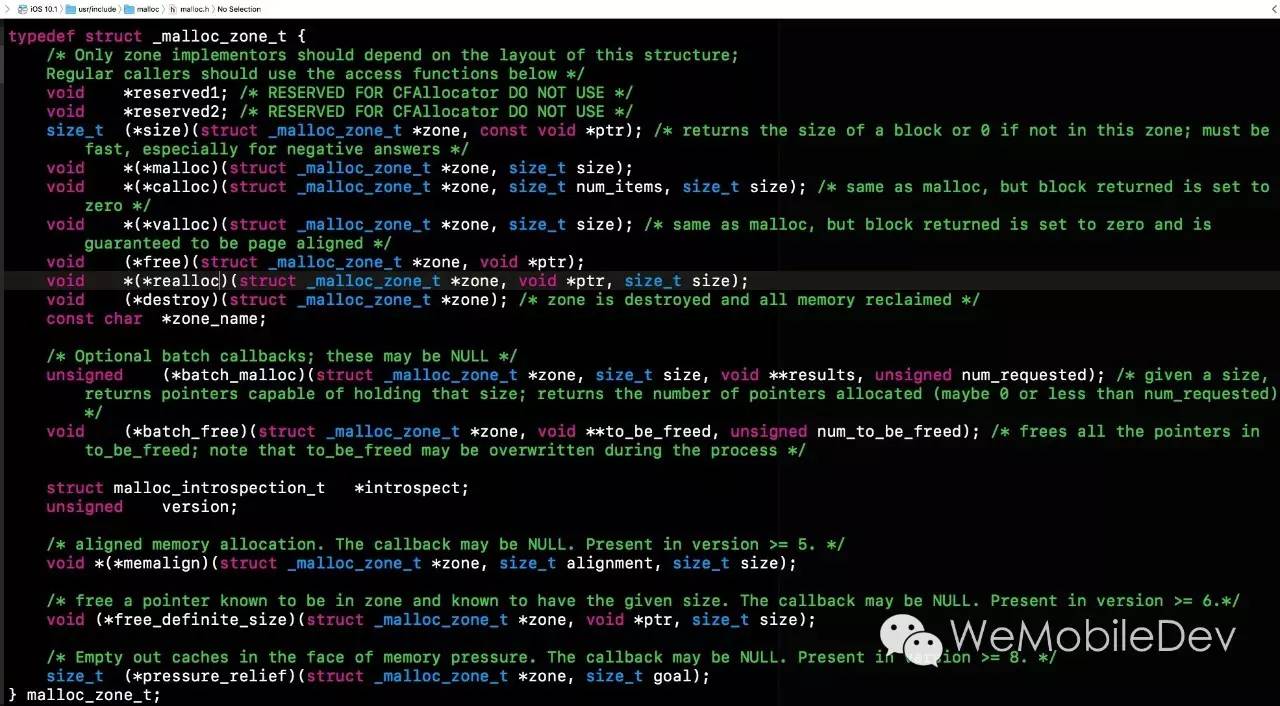 iOS 10.1 〉 usr/include 〉 malloc 〉 h malloc.h 〉 No Selection
typedef struct _malloc_zone_t {
/* Only zone implementors should depend on the layout of this structure;
Regular callers should use the access functions below */
void *reserved1; /* RESERVED FOR CFAllocator DO NOT USE */
void *reserved2; /* RESERVED FOR CFAllocator DO NOT USE */
size_t (*size)(struct _malloc_zone_t *zone, const void *ptr); /* returns the size of a block or 0 if not in this zone; must be
fast, especially for negative answers */
void *(*malloc)(struct _malloc_zone_t *zone, size_t size);
void *(*calloc)(struct _malloc_zone_t *zone, size_t num_items, size_t size); /* same as malloc, but block returned is set to
zero */
void *(*valloc)(struct _malloc_zone_t *zone, size_t size); /* same as malloc, but block returned is set to zero and is
guaranteed to be page aligned */
void (*free)(struct _malloc_zone_t *zone, void *ptr);
void *(*realloc)(struct _malloc_zone_t *zone, void *ptr, size_t size);
void (*destroy)(struct _malloc_zone_t *zone); /* zone is destroyed and all memory reclaimed */
const char *zone_name;
/* Optional batch callbacks; these may be NULL */
unsigned (*batch_malloc)(struct _malloc_zone_t *zone, size_t size, void **results, unsigned num_requested); /* given a size,
returns pointers capable of holding that size; returns the number of pointers allocated (maybe 0 or less than num_requested)
*/
void (*batch_free)(struct _malloc_zone_t *zone, void **to_be_freed, unsigned num_to_be_freed); /* frees all the pointers in
to_be_freed; note that to_be_freed may be overwritten during the process */
struct malloc_introspection_t *introspect;
unsigned version;
/* aligned memory allocation. The callback may be NULL. Present in version >= 5. */
void *(*memalign)(struct _malloc_zone_t *zone, size_t alignment, size_t size);
/* free a pointer known to be in zone and known to have the given size. The callback may be NULL. Present in version >= 6.*/
void (*free_definite_size)(struct _malloc_zone_t *zone, void *ptr, size_t size);
WeMobileDev
/* Empty out caches in the face of memory pressure. The callback may be NULL. Present in version >= 8. */
size_t (*pressure_relief)(struct _malloc_zone_t *zone, size_t goal);
} malloc_zone_t;